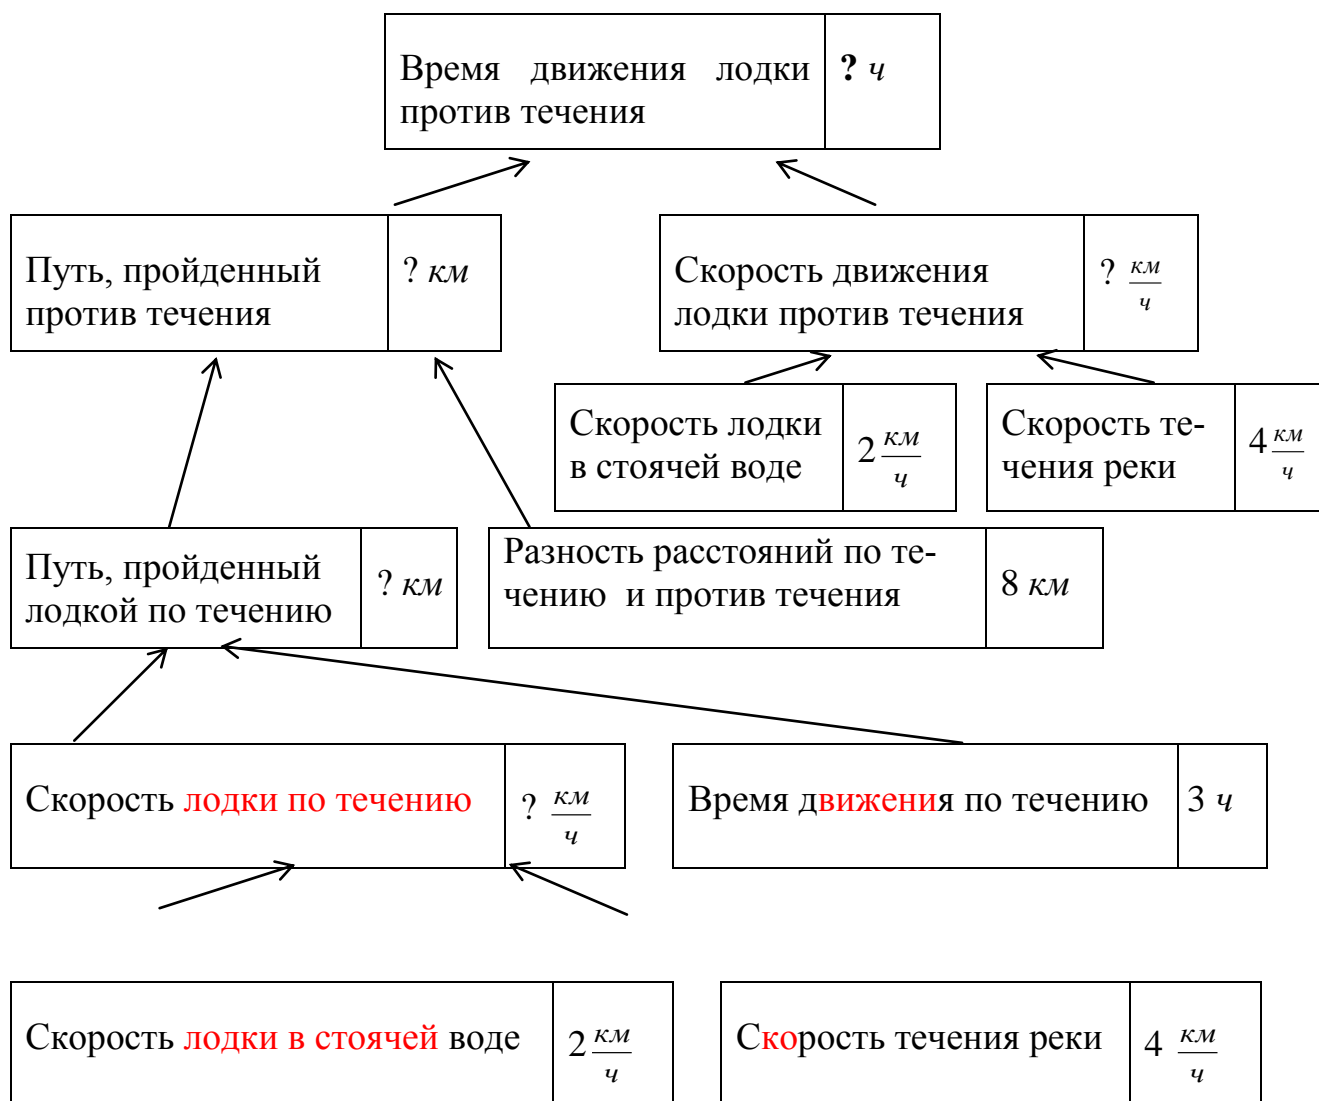 Время движения лодки
против течения
? ч
Путь, пройденный
против течения
? км
Скорость движения
лодки против течения
? км/ч
Скорость лодки
в стоячей воде
2 км/ч
Скорость те-
чения реки
4 км/ч
Путь, пройденный
лодкой по течению
? км
Разность расстояний по те-
чению и против течения
8 км
Скорость лодки по течению
? км/ч
Время движения по течению
3 ч
Скорость лодки в стоячей воде
2 км/ч
Скорость течения реки
4 км/ч